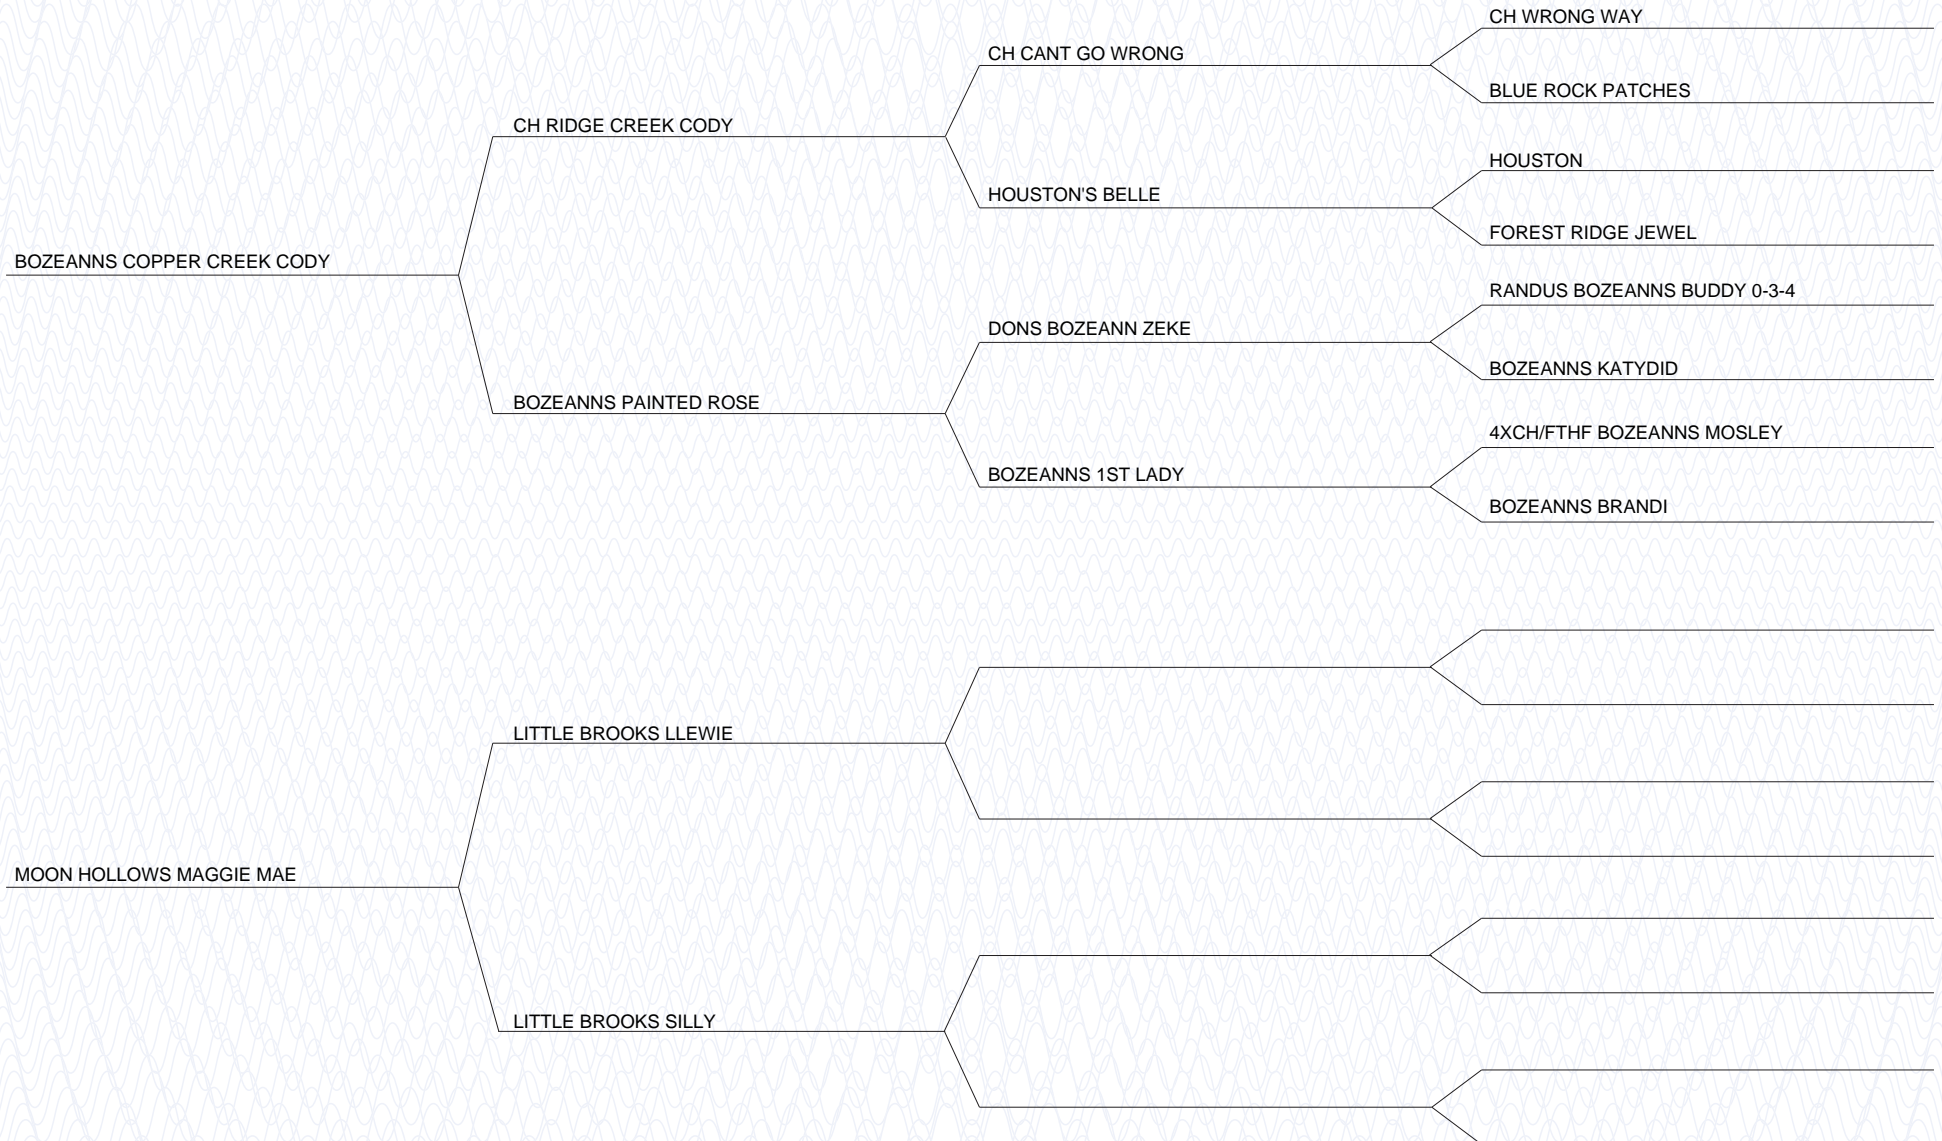 CH WRONG WAY
CH CANT GO WRONG
BLUE ROCK PATCHES
CH RIDGE CREEK CODY
HOUSTON
HOUSTON'S BELLE
FOREST RIDGE JEWEL
BOZEANNS COPPER CREEK CODY
RANDUS BOZEANNS BUDDY 0-3-4
DONS BOZEANN ZEKE
BOZEANNS KATYDID
BOZEANNS PAINTED ROSE
4XCH/FTHF BOZEANNS MOSLEY
BOZEANNS 1ST LADY
BOZEANNS BRANDI
LITTLE BROOKS LLEWIE
MOON HOLLOWS MAGGIE MAE
LITTLE BROOKS SILLY